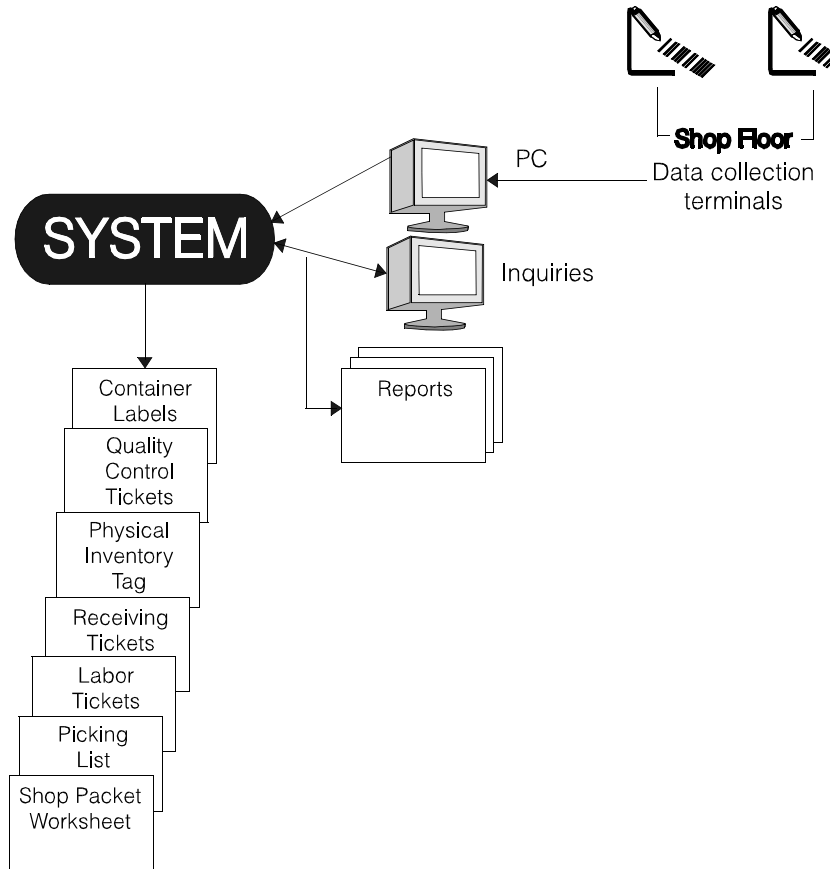 Shop Floor
Data collection
terminals
PC
SYSTEM
Inquiries
Reports
Container
Labels
Quality
Control
Tickets
Physical
Inventory
Tag
Receiving
Tickets
Labor
Tickets
Picking
List
Shop Packet
Worksheet